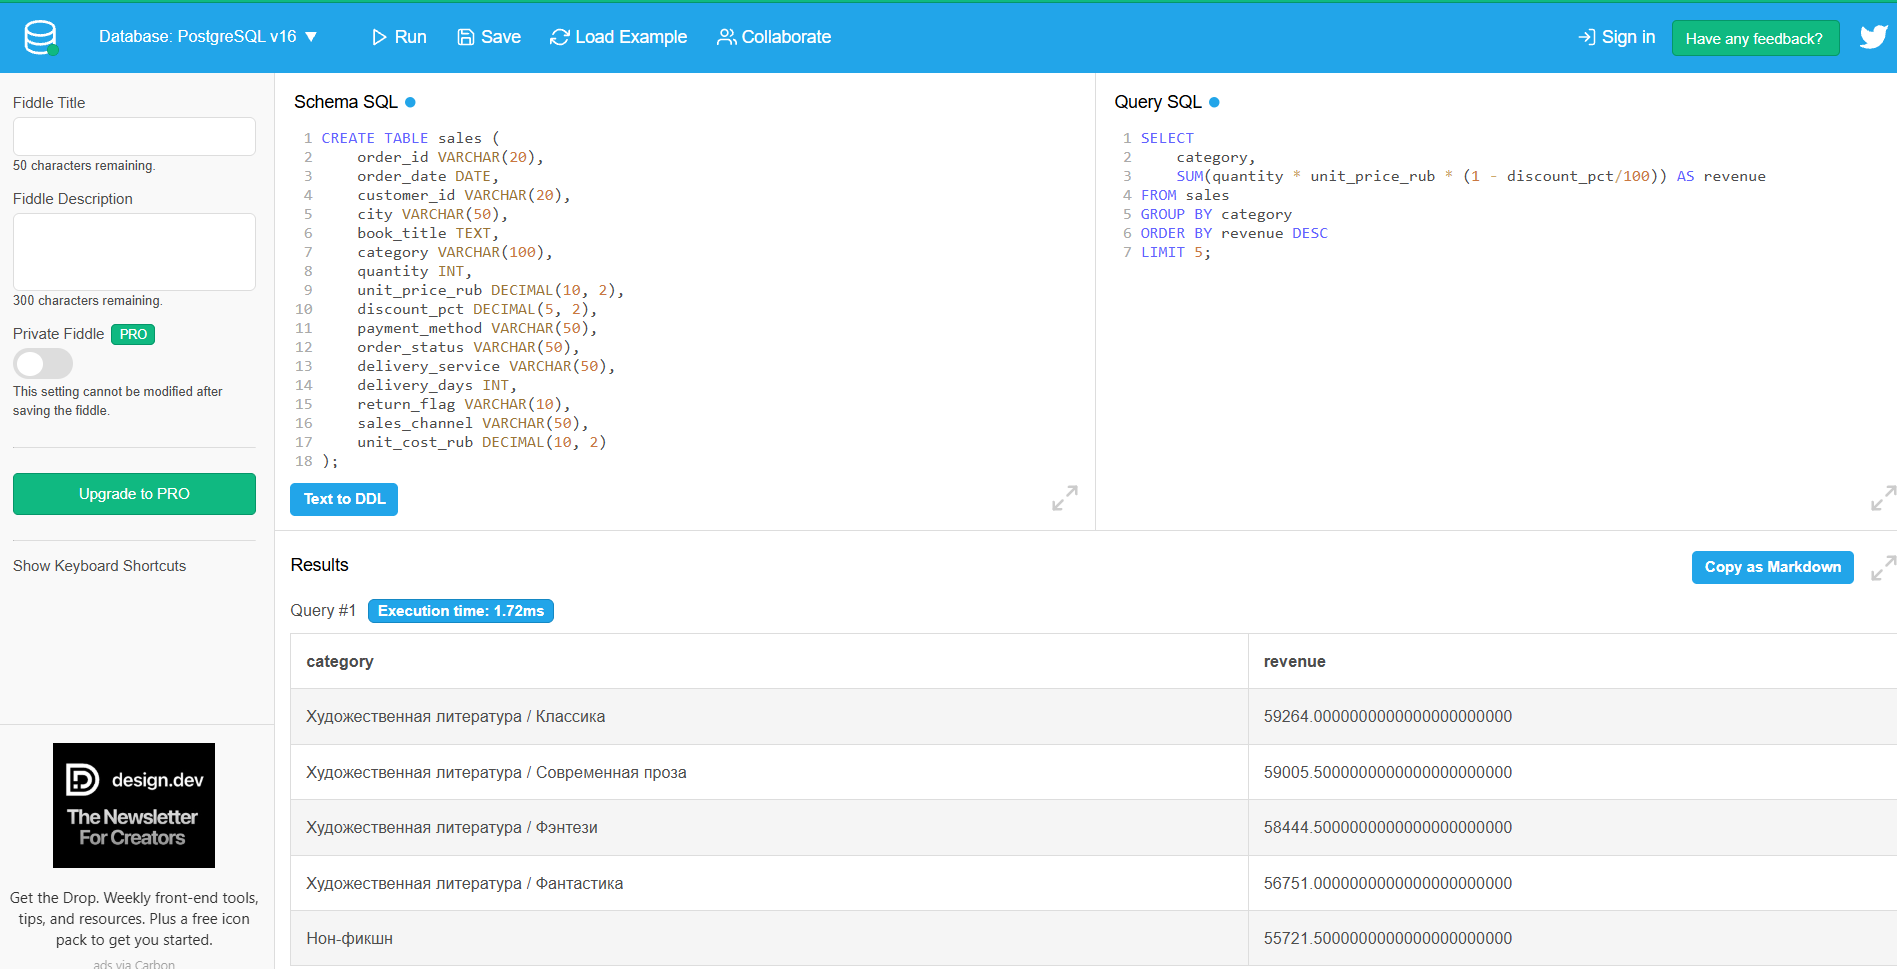 Database: PostgreSQL v16 ▼
Run
Save
Load Example
Collaborate
Sign in
Have any feedback?
Fiddle Title
50 characters remaining.
Fiddle Description
300 characters remaining.
Private Fiddle PRO
This setting cannot be modified after
saving the fiddle.
Upgrade to PRO
Show Keyboard Shortcuts
design.dev
The Newsletter
For Creators
Get the Drop. Weekly front-end tools,
tips, and resources. Plus a free icon
pack to get you started.
ads via Carbon
Schema SQL
1 CREATE TABLE sales (
2 order_id VARCHAR(20),
3 order_date DATE,
4 customer_id VARCHAR(20),
5 city VARCHAR(50),
6 book_title TEXT,
7 category VARCHAR(100),
8 quantity INT,
9 unit_price_rub DECIMAL(10, 2),
10 discount_pct DECIMAL(5, 2),
11 payment_method VARCHAR(50),
12 order_status VARCHAR(50),
13 delivery_service VARCHAR(50),
14 delivery_days INT,
15 return_flag VARCHAR(10),
16 sales_channel VARCHAR(50),
17 unit_cost_rub DECIMAL(10, 2)
18 );
Text to DDL
Query SQL
1 SELECT
2 category,
3 SUM(quantity * unit_price_rub * (1 - discount_pct/100)) AS revenue
4 FROM sales
5 GROUP BY category
6 ORDER BY revenue DESC
7 LIMIT 5;
Results
Copy as Markdown
Query #1 Execution time: 1.72ms
category revenue
Художественная литература / Классика 59264.0000000000000000000000
Художественная литература / Современная проза 59005.5000000000000000000000
Художественная литература / Фэнтези 58444.5000000000000000000000
Художественная литература / Фантастика 56751.0000000000000000000000
Нон-фикшн 55721.5000000000000000000000